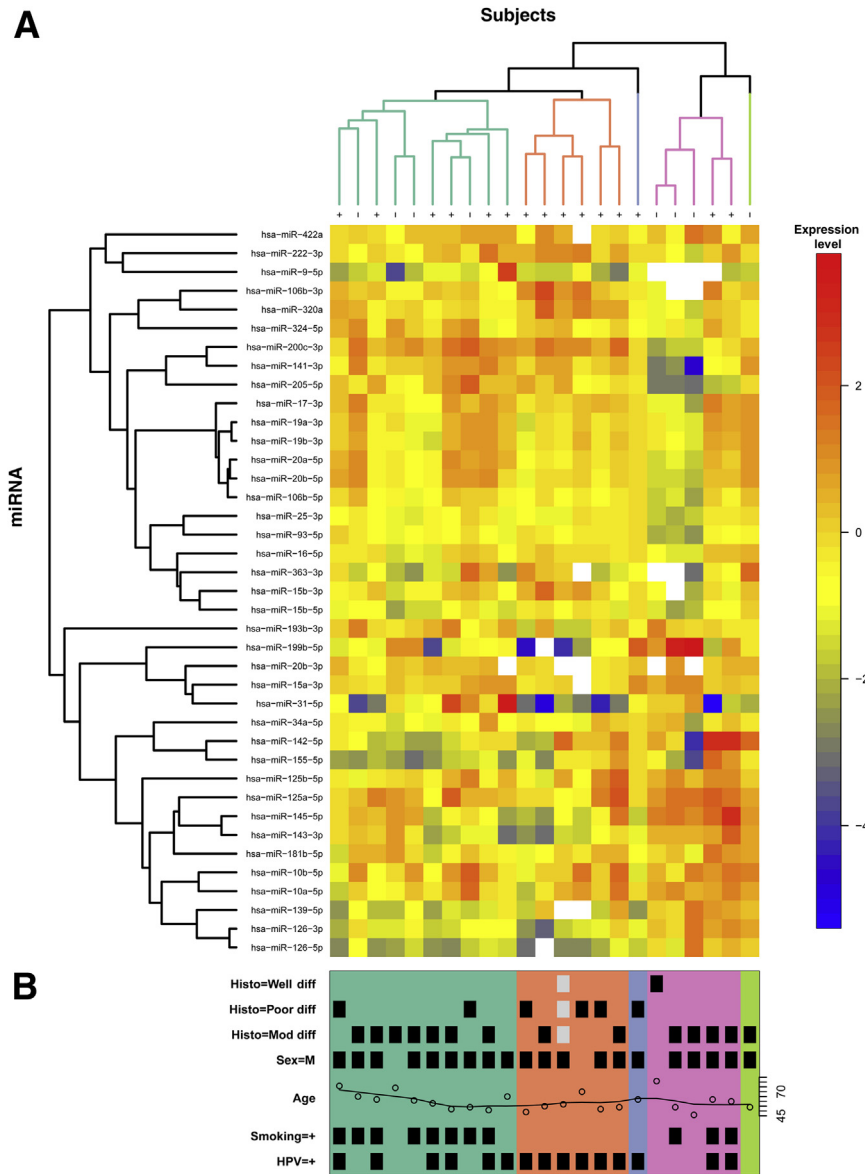 A
Subjects
+ − + − − + + − + + + + + + + + + − − − + + −
miRNA
hsa−miR−422a
hsa−miR−222−3p
hsa−miR−9−5p
hsa−miR−106b−3p
hsa−miR−320a
hsa−miR−324−5p
hsa−miR−200c−3p
hsa−miR−141−3p
hsa−miR−205−5p
hsa−miR−17−3p
hsa−miR−19a−3p
hsa−miR−19b−3p
hsa−miR−20a−5p
hsa−miR−20b−5p
hsa−miR−106b−5p
hsa−miR−25−3p
hsa−miR−93−5p
hsa−miR−16−5p
hsa−miR−363−3p
hsa−miR−15b−3p
hsa−miR−15b−5p
hsa−miR−193b−3p
hsa−miR−199b−5p
hsa−miR−20b−3p
hsa−miR−15a−3p
hsa−miR−31−5p
hsa−miR−34a−5p
hsa−miR−142−5p
hsa−miR−155−5p
hsa−miR−125b−5p
hsa−miR−125a−5p
hsa−miR−145−5p
hsa−miR−143−3p
hsa−miR−181b−5p
hsa−miR−10b−5p
hsa−miR−10a−5p
hsa−miR−139−5p
hsa−miR−126−3p
hsa−miR−126−5p
Expression
level
2
0
−2
−4
B
Histo=Well diff
Histo=Poor diff
Histo=Mod diff
Sex=M
Age
45 70
Smoking=+
HPV=+